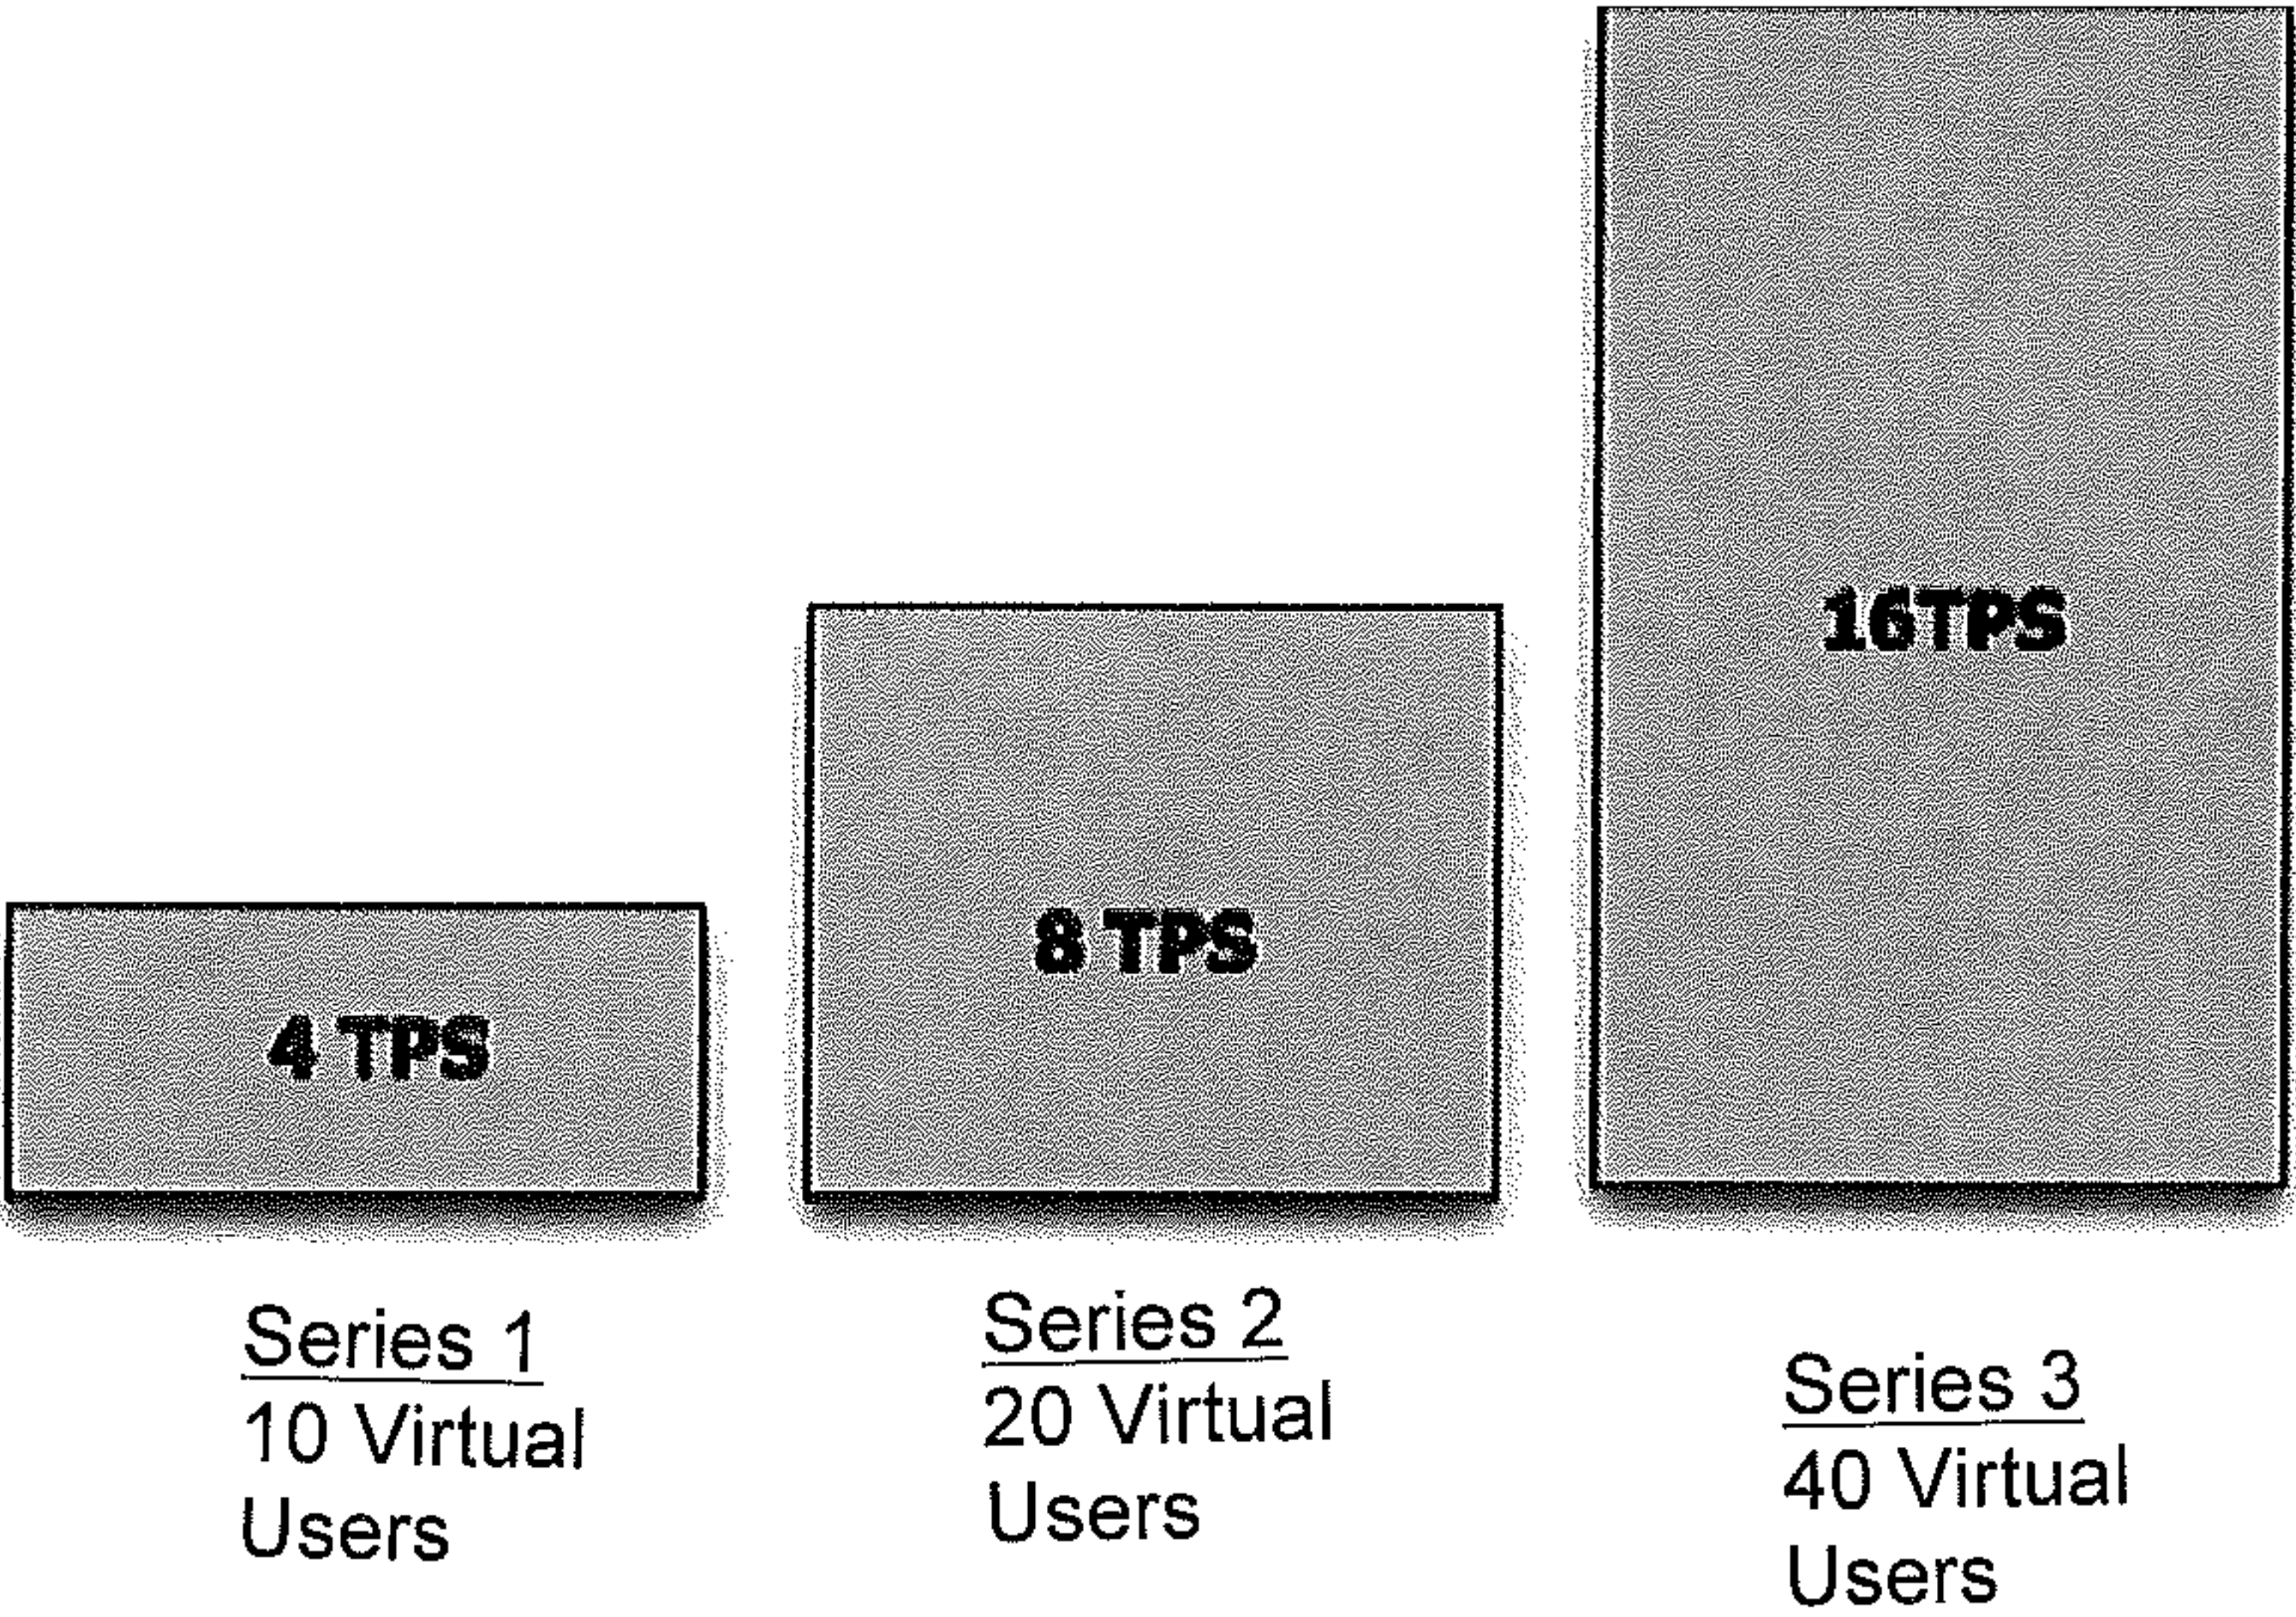 16TPS
8 TPS
4 TPS
Series 1
10 Virtual
Users
Series 2
20 Virtual
Users
Series 3
40 Virtual
Users